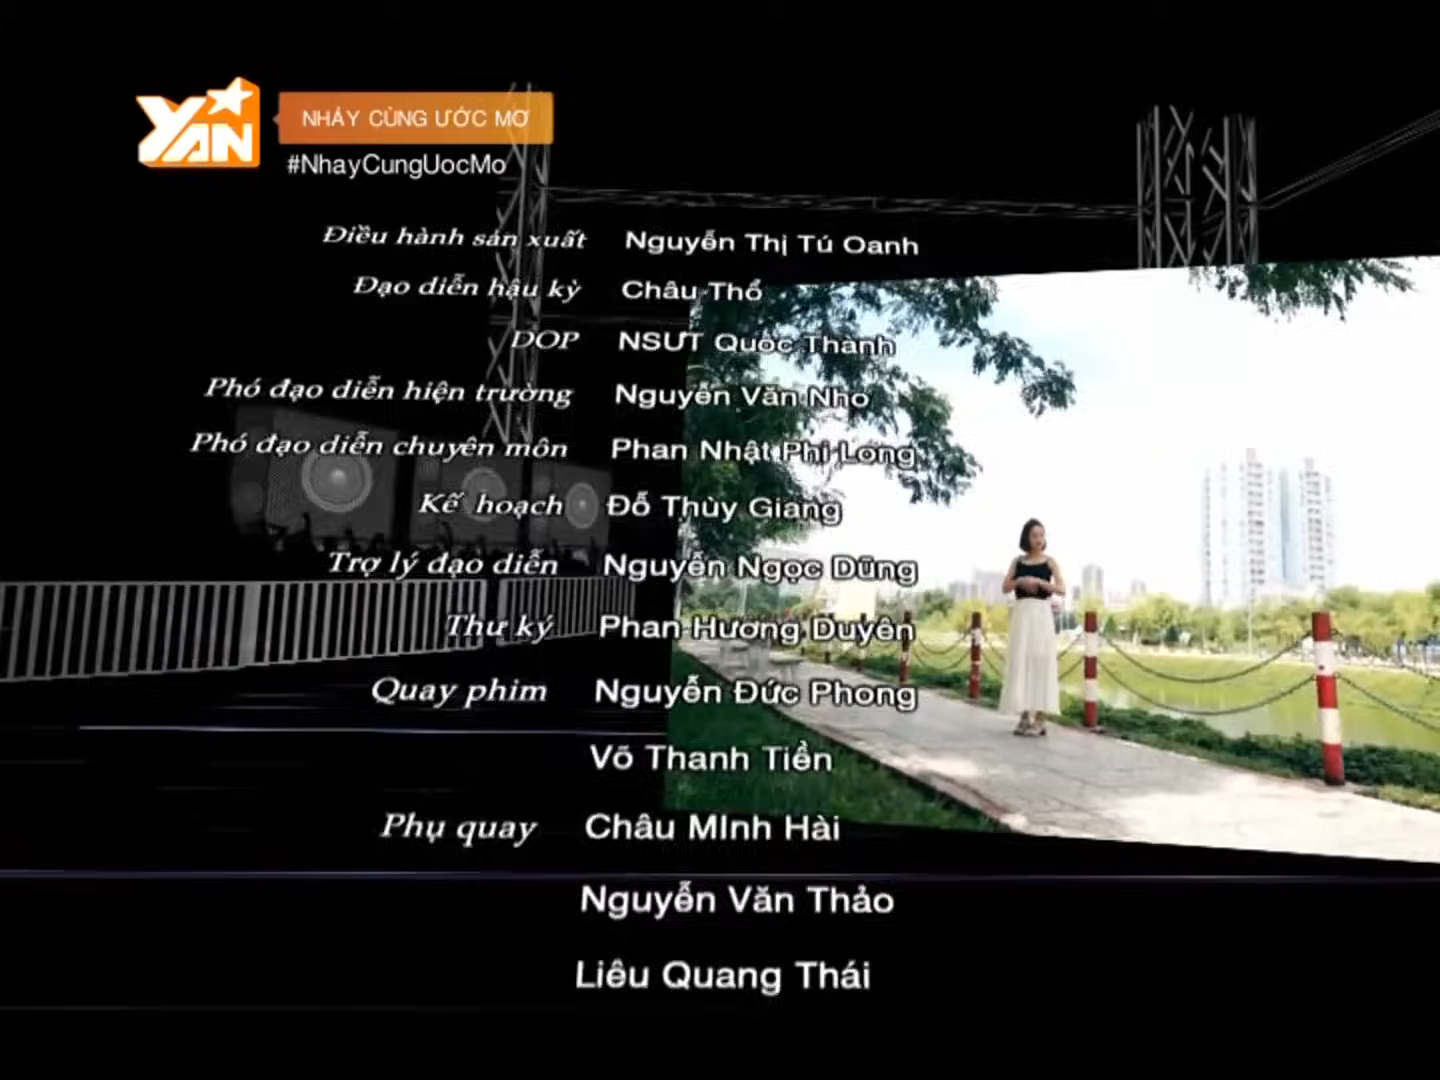 YAN
NHẢY CÙNG ƯỚC MƠ
#NhayCungUocMo
Điều hành sản xuất Nguyễn Thị Tú Oanh
Đạo diễn hậu kỳ Châu Thổ
DOP NSƯT Quốc Thành
Phó đạo diễn hiện trường Nguyễn Văn Nho
Phó đạo diễn chuyên môn Phan Nhật Phi Long
Kế hoạch Đỗ Thùy Giang
Trợ lý đạo diễn Nguyễn Ngọc Dũng
Thư ký Phan Hương Duyên
Quay phim Nguyễn Đức Phong
Võ Thanh Tiền
Phụ quay Châu MInh Hài
Nguyễn Văn Thảo
Liêu Quang Thái